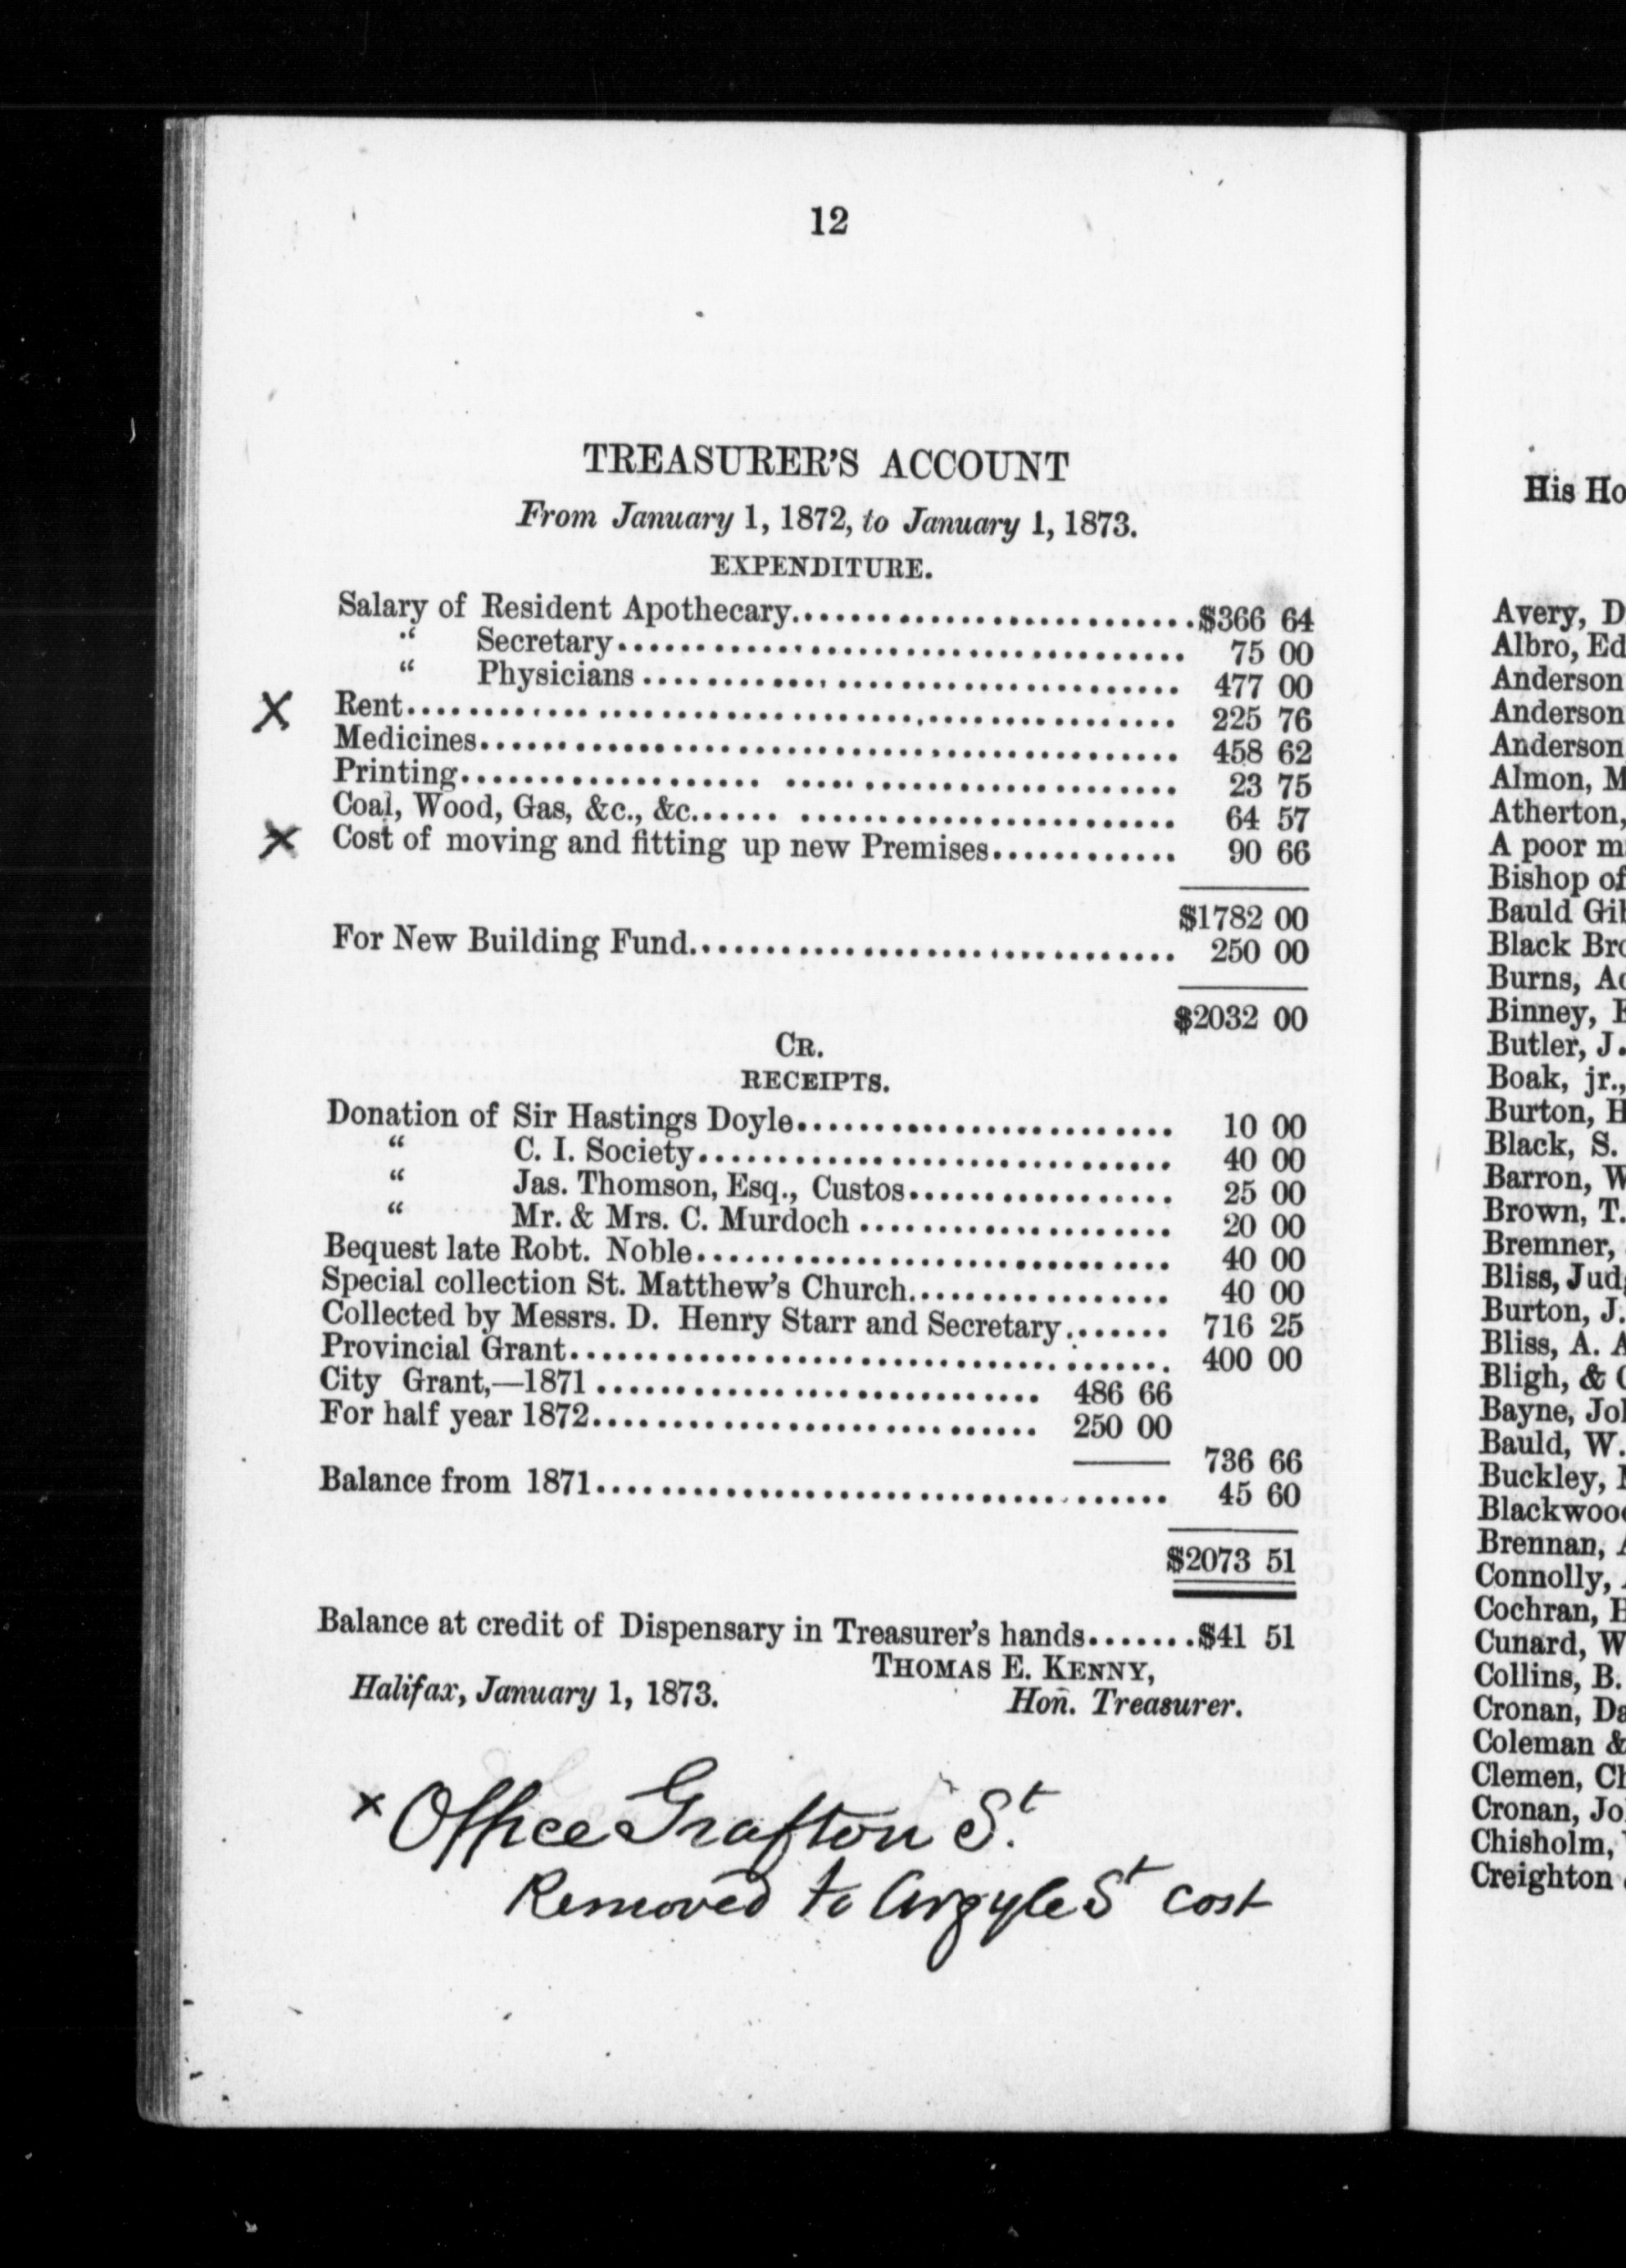 12
TREASURER'S ACCOUNT
From January 1, 1872, to January 1, 1873.
EXPENDITURE.
Salary of Resident Apothecary...........................$366 64
“ Secretary.................................... 75 00
“ Physicians .................................. 477 00
X Rent................................................ 225 76
Medicines............................................ 458 62
Printing................... ..... .................... 23 75
Coal, Wood, Gas, &c., &c...... ........................ 64 57
X Cost of moving and fitting up new Premises............ 90 66
$1782 00
For New Building Fund............................... 250 00
$2032 00
CR.
RECEIPTS.
Donation of Sir Hastings Doyle........................ 10 00
“ C. I. Society.............................. 40 00
“ Jas. Thomson, Esq., Custos................. 25 00
“ Mr. & Mrs. C. Murdoch .................... 20 00
Bequest late Robt. Noble.............................. 40 00
Special collection St. Matthew's Church................. 40 00
Collected by Messrs. D. Henry Starr and Secretary....... 716 25
Provincial Grant...................................... 400 00
City Grant,—1871 ............................ 486 66
For half year 1872............................ 250 00
736 66
Balance from 1871.................................... 45 60
$2073 51
Balance at credit of Dispensary in Treasurer's hands.......$41 51
THOMAS E. KENNY,
Halifax, January 1, 1873. Hon. Treasurer.
x Office Grafton St.
Removed to Argyle St cost
His Ho
Avery, D
Albro, Ed
Anderson
Anderson
Anderson
Almon, M
Atherton,
A poor m
Bishop of
Bauld Gi
Black Bro
Burns, A
Binney, E
Butler, J.
Boak, jr.,
Burton, H
Black, S.
Barron, W
Brown, T.
Bremner,
Bliss, Jud
Burton, J.
Bliss, A. A
Bligh, & C
Bayne, Jo
Bauld, W.
Buckley,
Blackwoo
Brennan,
Connolly,
Cochran, H
Cunard, W
Collins, B.
Cronan, Da
Coleman &
Clemen, Ch
Cronan, Jo
Chisholm,
Creighton